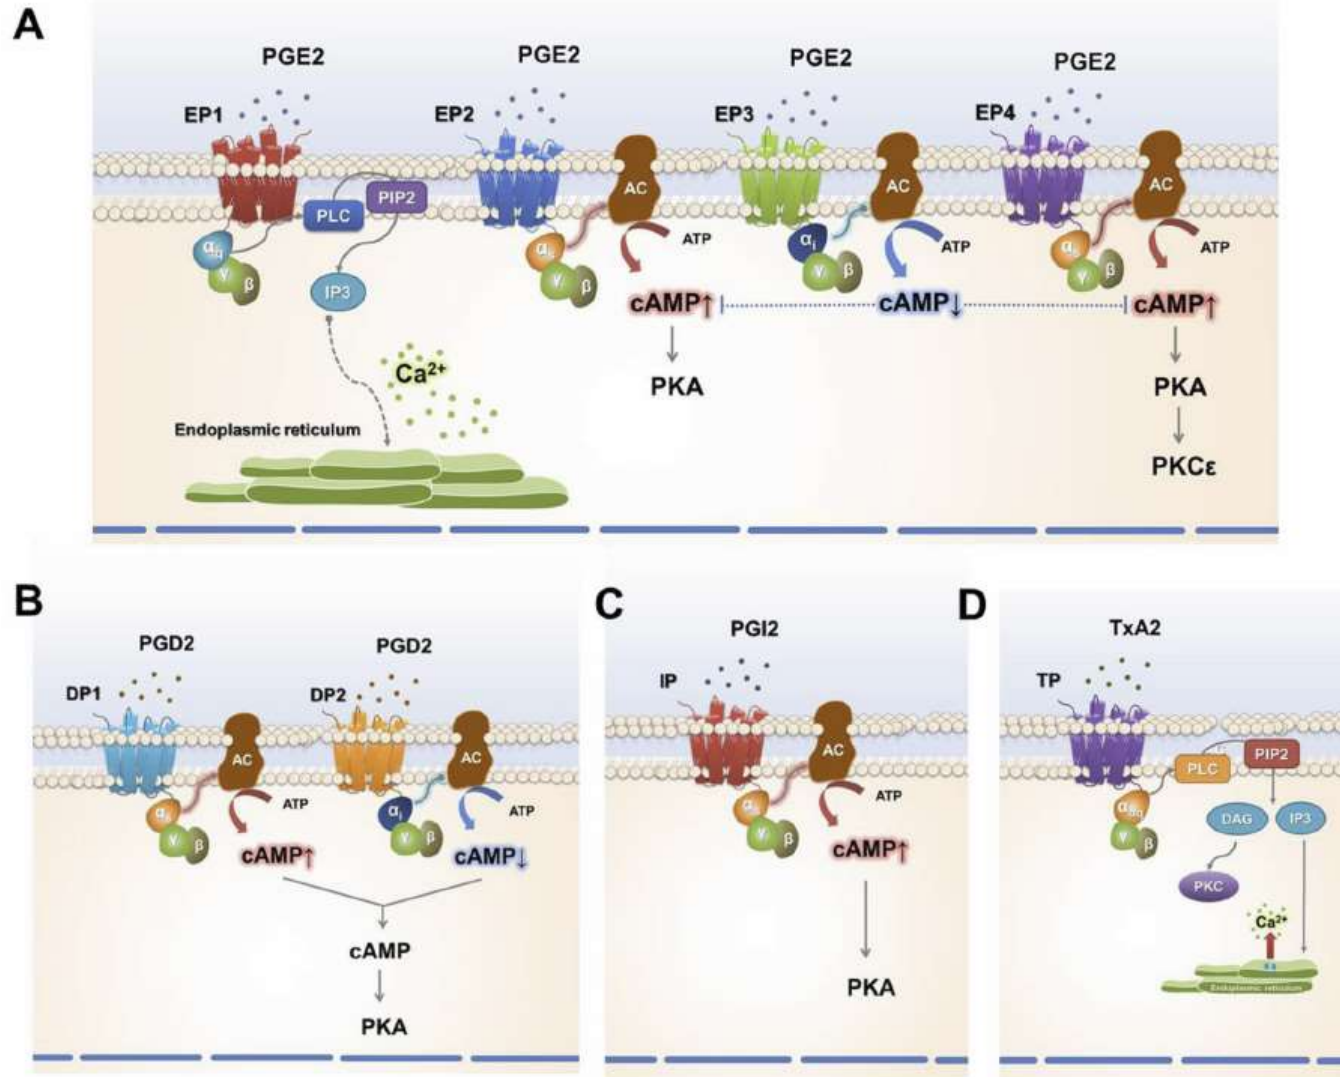 A
PGE2
PGE2
PGE2
PGE2
EP1
EP2
EP3
EP4
AC
AC
AC
PIP2
PLC
αq
γ
β
IP3
αs
γ
β
ATP
αi
γ
β
ATP
αs
γ
β
ATP
cAMP↑
cAMP↓
cAMP↑
Ca²⁺
PKA
PKA
Endoplasmic reticulum
PKCε
B
PGD2
PGD2
DP1
DP2
AC
AC
ATP
ATP
αs
γ
β
αi
γ
β
cAMP↑
cAMP↓
cAMP
PKA
C
PGI2
IP
AC
ATP
αs
γ
β
cAMP↑
PKA
D
TxA2
TP
PLC
PIP2
γ
β
DAG
IP3
PKC
Ca²⁺
Endoplasmic reticulum